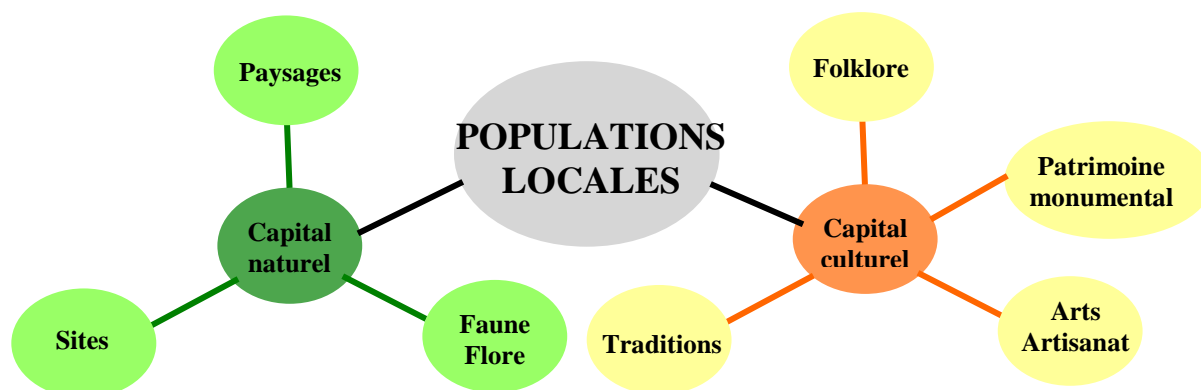 Paysages
Folklore
POPULATIONS
LOCALES
Patrimoine
monumental
Capital
naturel
Capital
culturel
Sites
Faune
Flore
Traditions
Arts
Artisanat